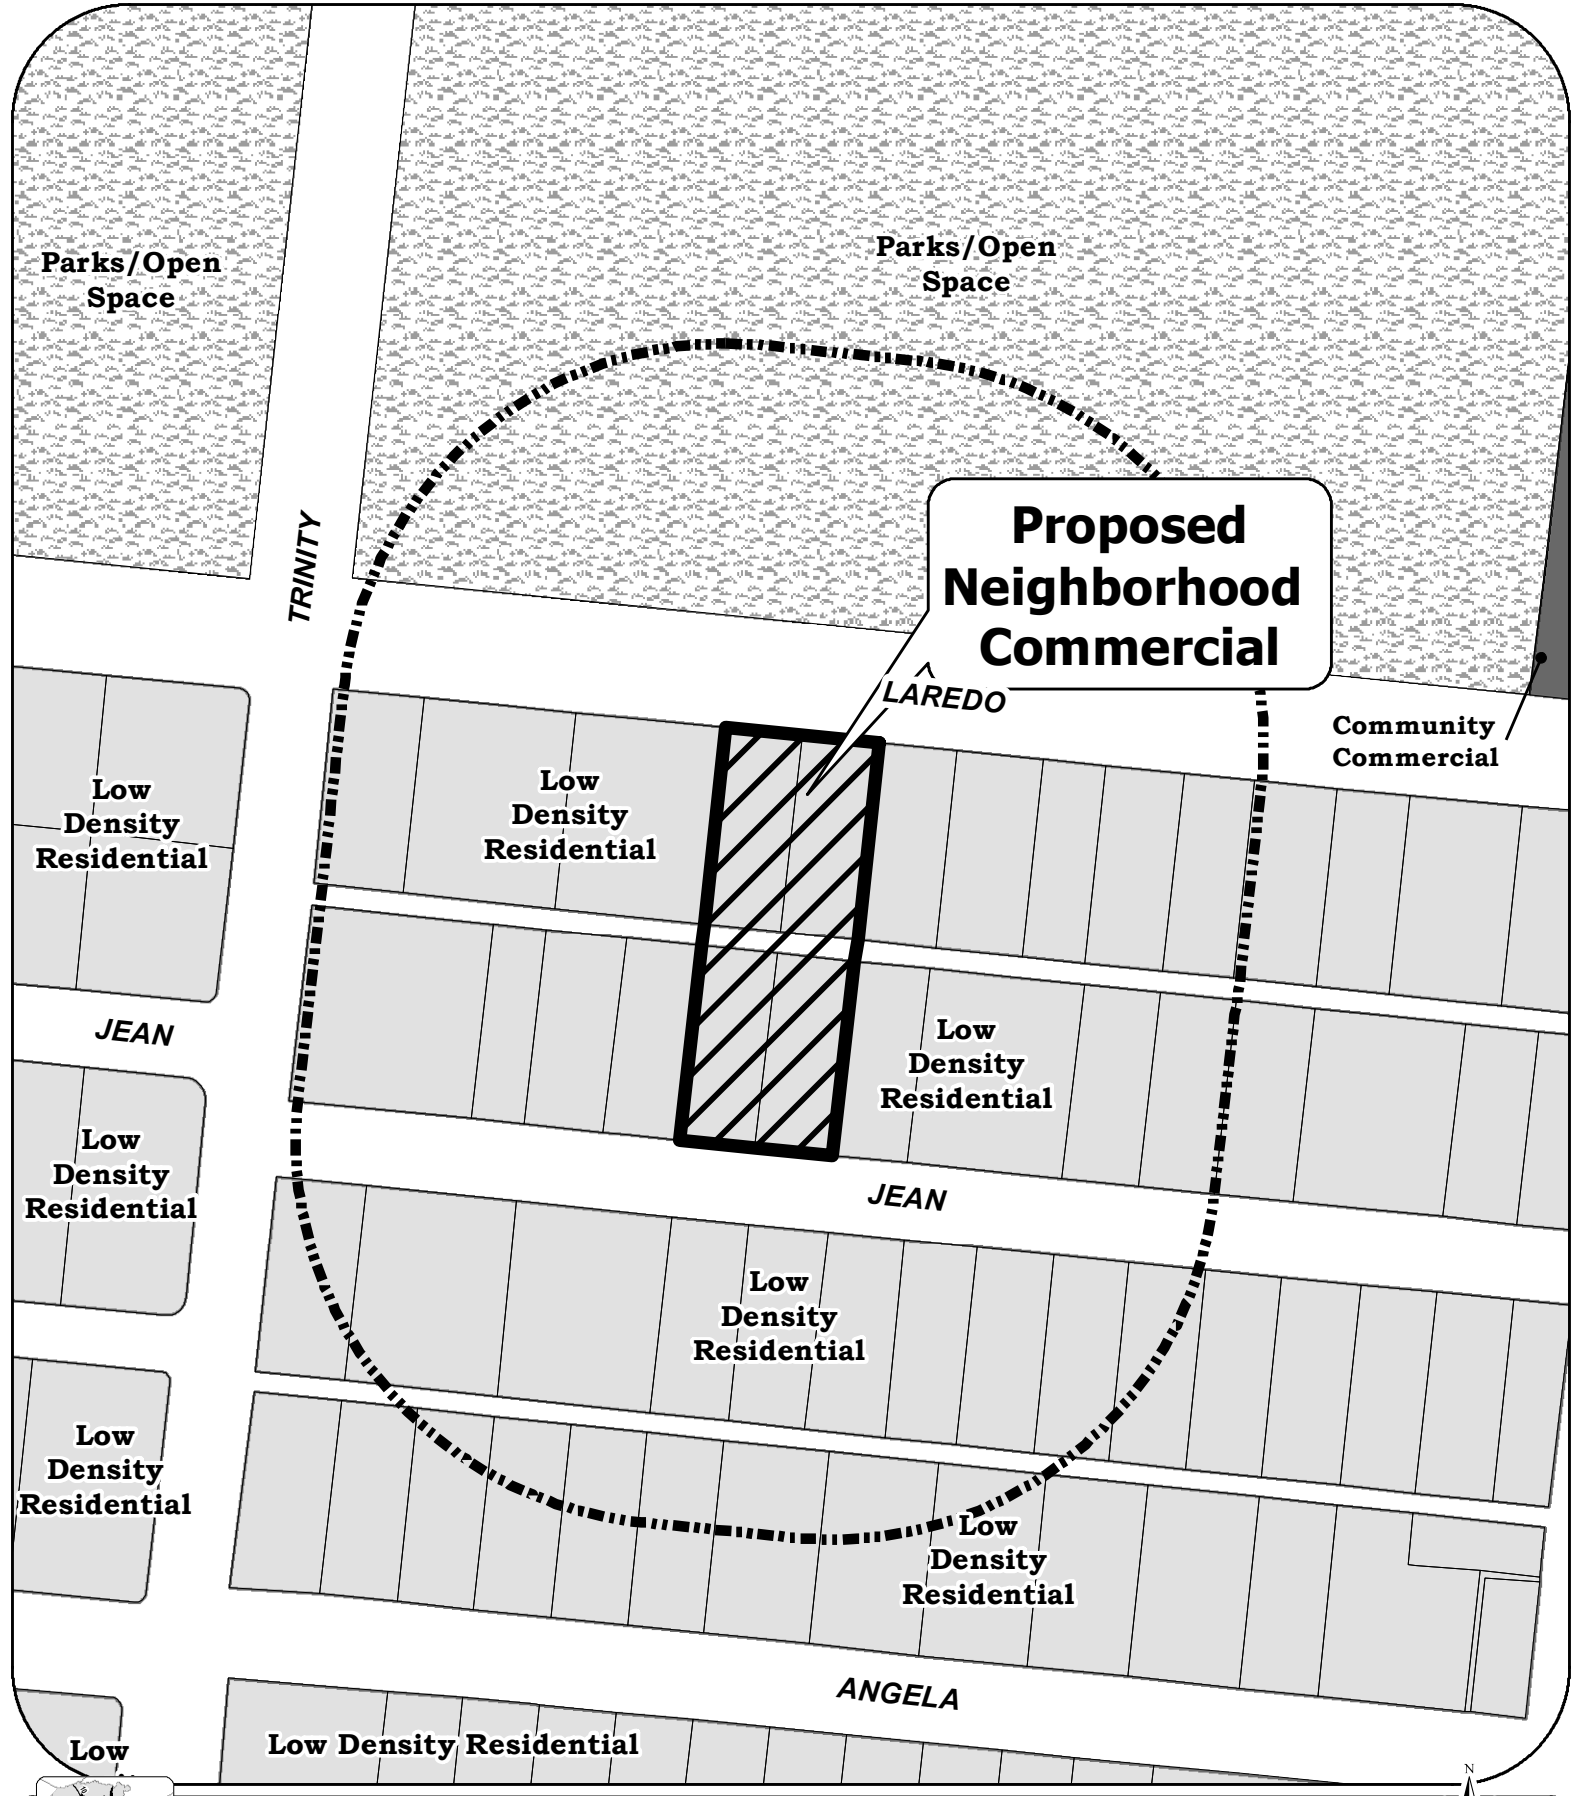 Parks/Open
Space
Parks/Open
Space
TRINITY
Proposed
Neighborhood
Commercial
LAREDO
Community
Commercial
Low
Density
Residential
Low
Density
Residential
JEAN
Low
Density
Residential
Low
Density
Residential
JEAN
Low
Density
Residential
Low
Density
Residential
Low
Density
Residential
ANGELA
Low Density Residential
Low
N